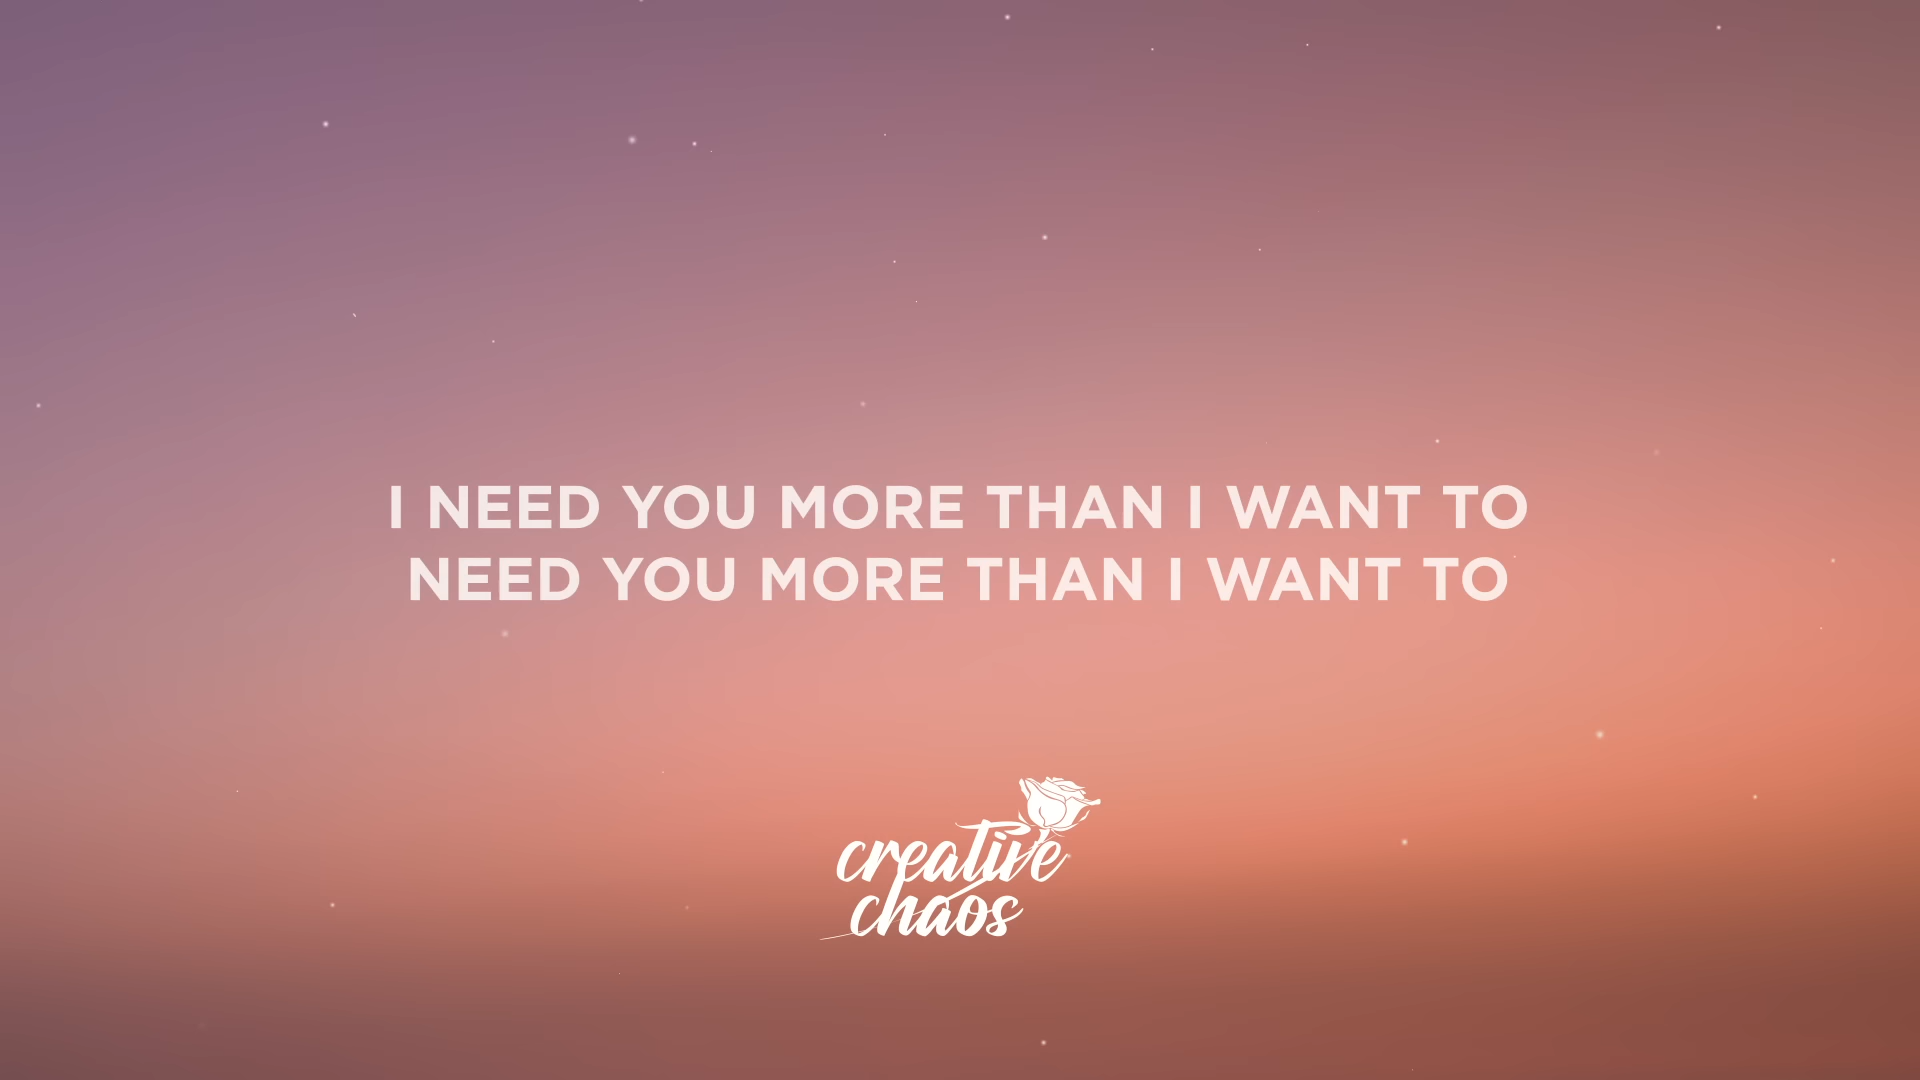 I NEED YOU MORE THAN I WANT TO
NEED YOU MORE THAN I WANT TO
creative
chaos